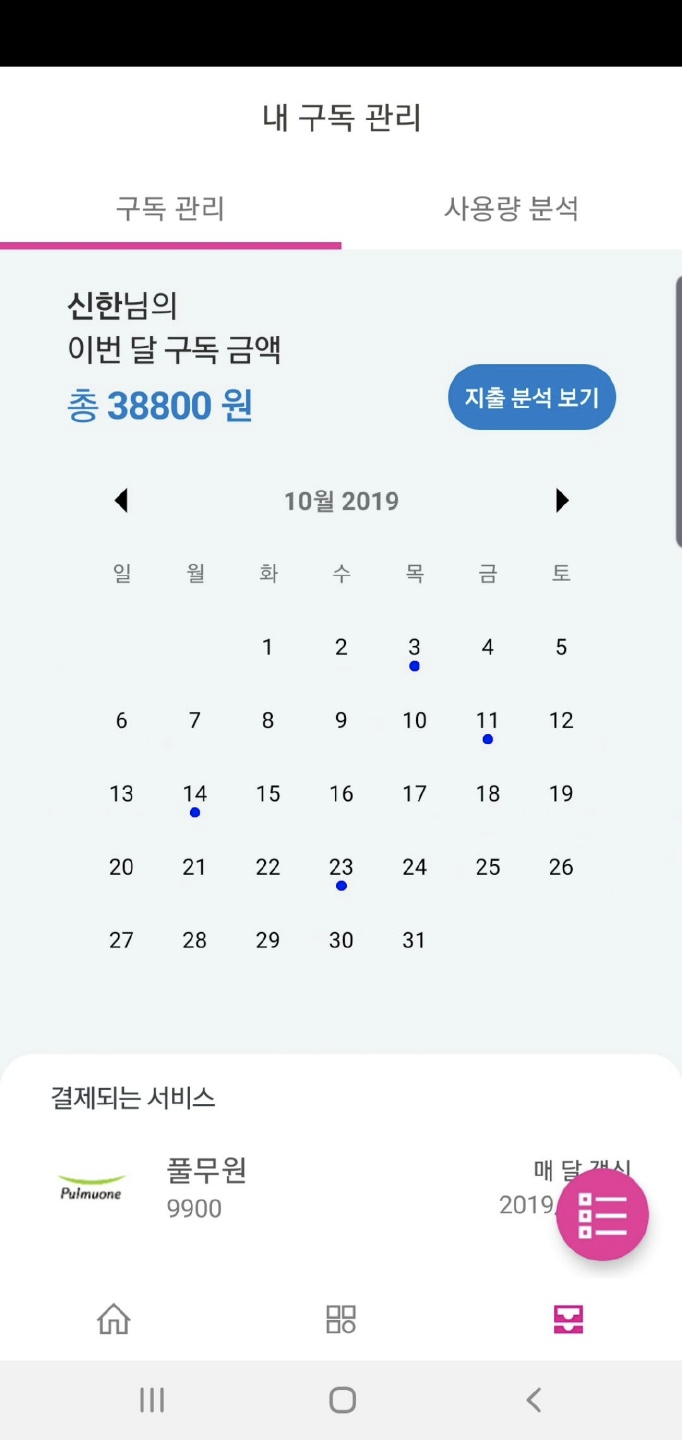 내 구독 관리
구독 관리 사용량 분석
신한님의
이번 달 구독 금액
총 38800 원
지출 분석 보기
10월 2019
일 월 화 수 목 금 토
1 2 3 4 5
6 7 8 9 10 11 12
13 14 15 16 17 18 19
20 21 22 23 24 25 26
27 28 29 30 31
결제되는 서비스
Pulmuone
풀무원 매 달 갱신
9900 2019